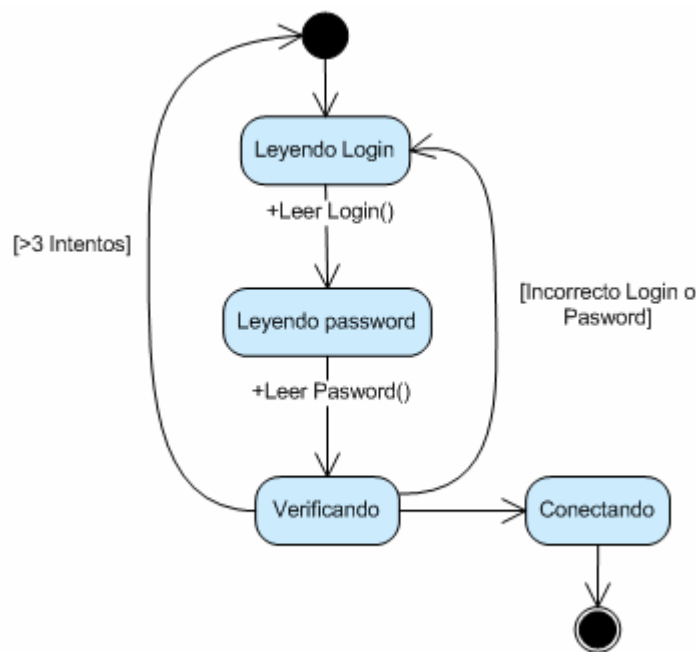 Leyendo Login
+Leer Login()
[>3 Intentos]
[Incorrecto Login o
Pasword]
Leyendo password
+Leer Pasword()
Verificando
Conectando